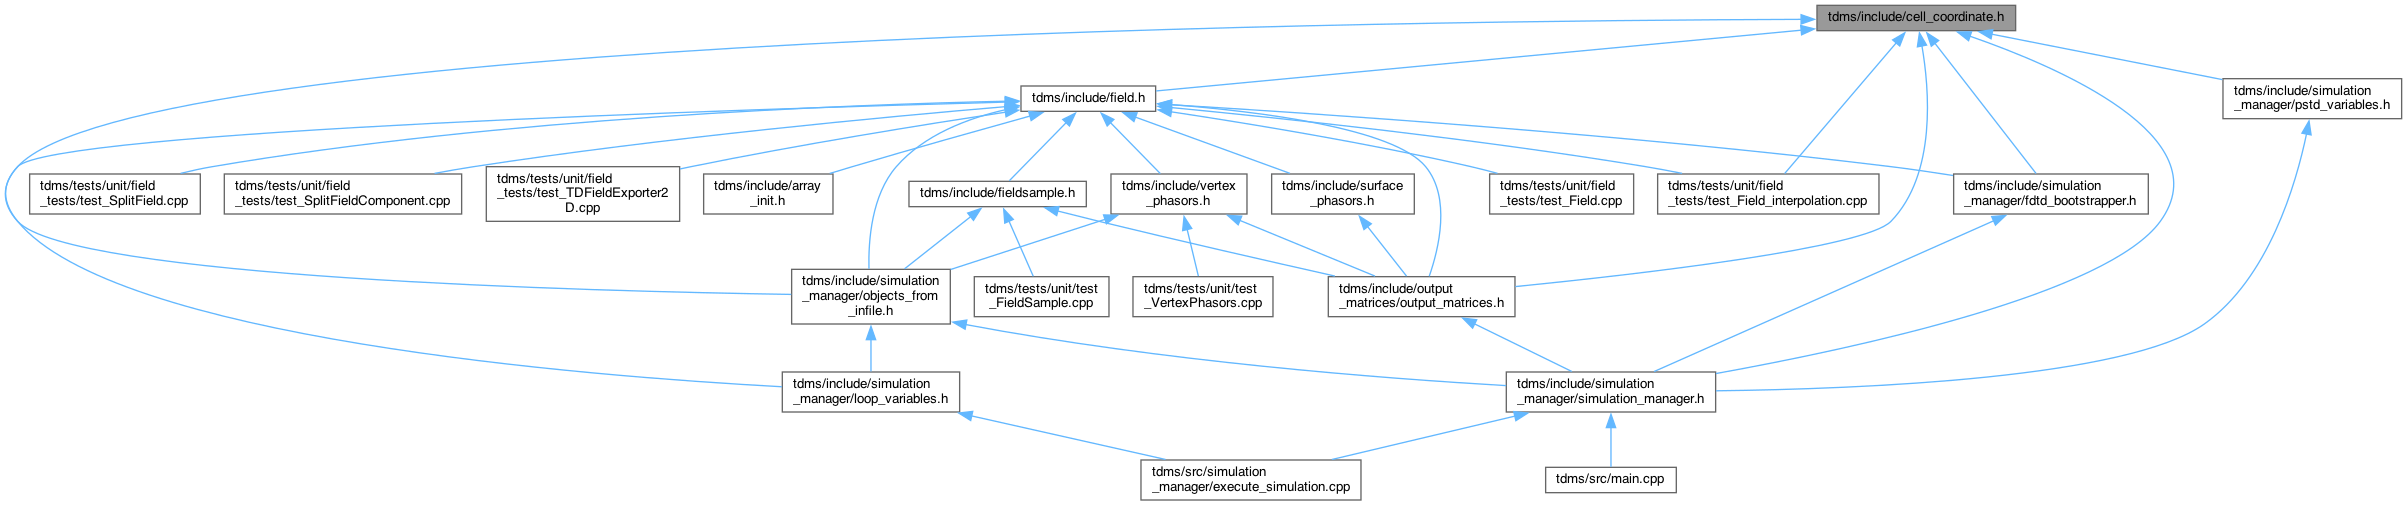 tdms/include/cell_coordinate.h
tdms/include/field.h
tdms/include/simulation
_manager/pstd_variables.h
tdms/tests/unit/field
_tests/test_SplitField.cpp
tdms/tests/unit/field
_tests/test_SplitFieldComponent.cpp
tdms/tests/unit/field
_tests/test_TDFieldExporter2
D.cpp
tdms/include/array
_init.h
tdms/include/fieldsample.h
tdms/include/vertex
_phasors.h
tdms/include/surface
_phasors.h
tdms/tests/unit/field
_tests/test_Field.cpp
tdms/tests/unit/field
_tests/test_Field_interpolation.cpp
tdms/include/simulation
_manager/fdtd_bootstrapper.h
tdms/include/simulation
_manager/objects_from
_infile.h
tdms/tests/unit/test
_FieldSample.cpp
tdms/tests/unit/test
_VertexPhasors.cpp
tdms/include/output
_matrices/output_matrices.h
tdms/include/simulation
_manager/loop_variables.h
tdms/include/simulation
_manager/simulation_manager.h
tdms/src/simulation
_manager/execute_simulation.cpp
tdms/src/main.cpp